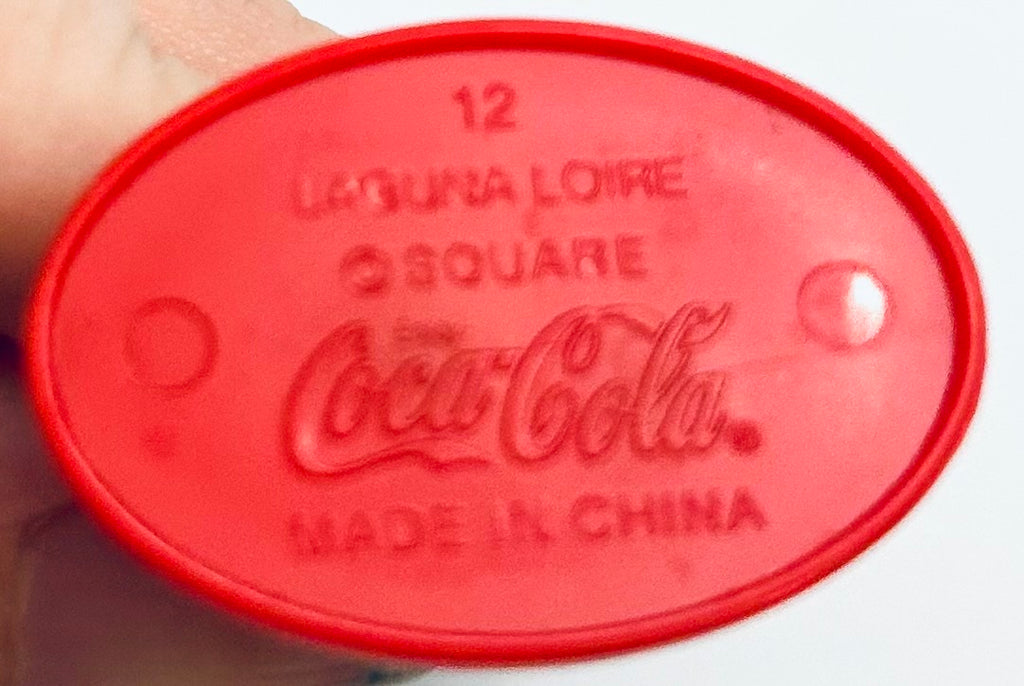 12
LAGUNA LOIRE
© SQUARE
Coca-Cola®
MADE IN CHINA